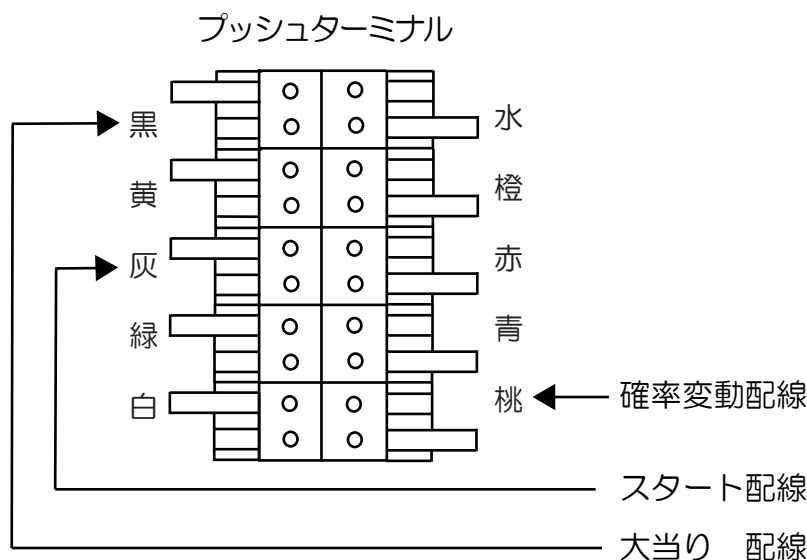 プッシュターミナル
黒
黄
灰
緑
白
水
橙
赤
青
桃
確率変動配線
スタート配線
大当り　配線